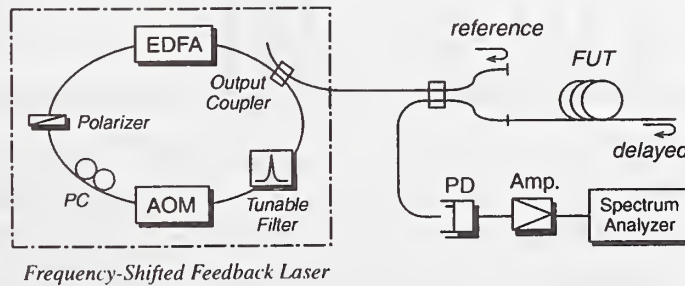 EDFA
Output
Coupler
reference
FUT
Polarizer
delayed
PC
AOM
Tunable
Filter
PD
Amp.
Spectrum
Analyzer
Frequency-Shifted Feedback Laser